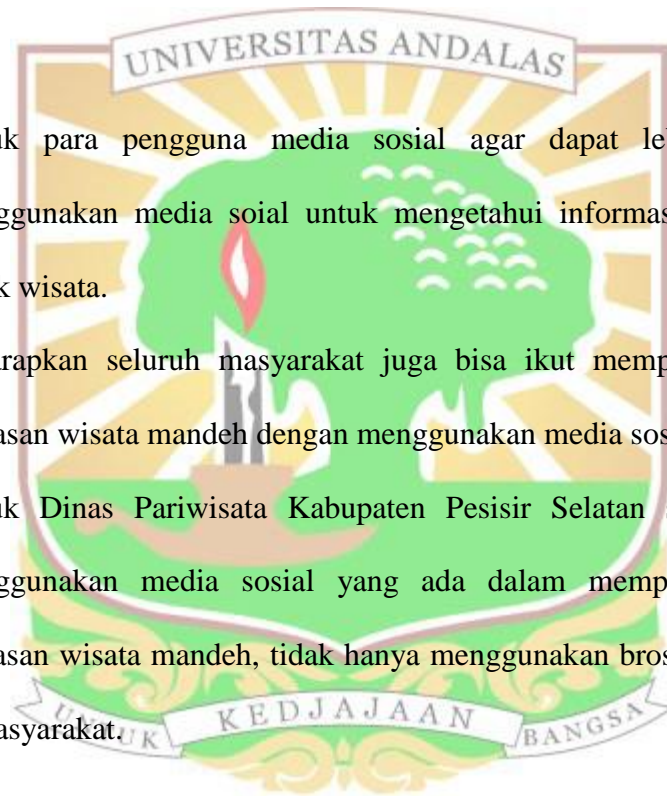 UNIVERSITAS ANDALAS
uk para pengguna media sosial agar dapat le
ggunakan media soial untuk mengetahui informas
k wisata.
arapkan seluruh masyarakat juga bisa ikut memp
asan wisata mandeh dengan menggunakan media sos
uk Dinas Pariwisata Kabupaten Pesisir Selatan
ggunakan media sosial yang ada dalam memp
asan wisata mandeh, tidak hanya menggunakan bros
asyarakat.
UNTUK KEDJAJAAN BANGSA